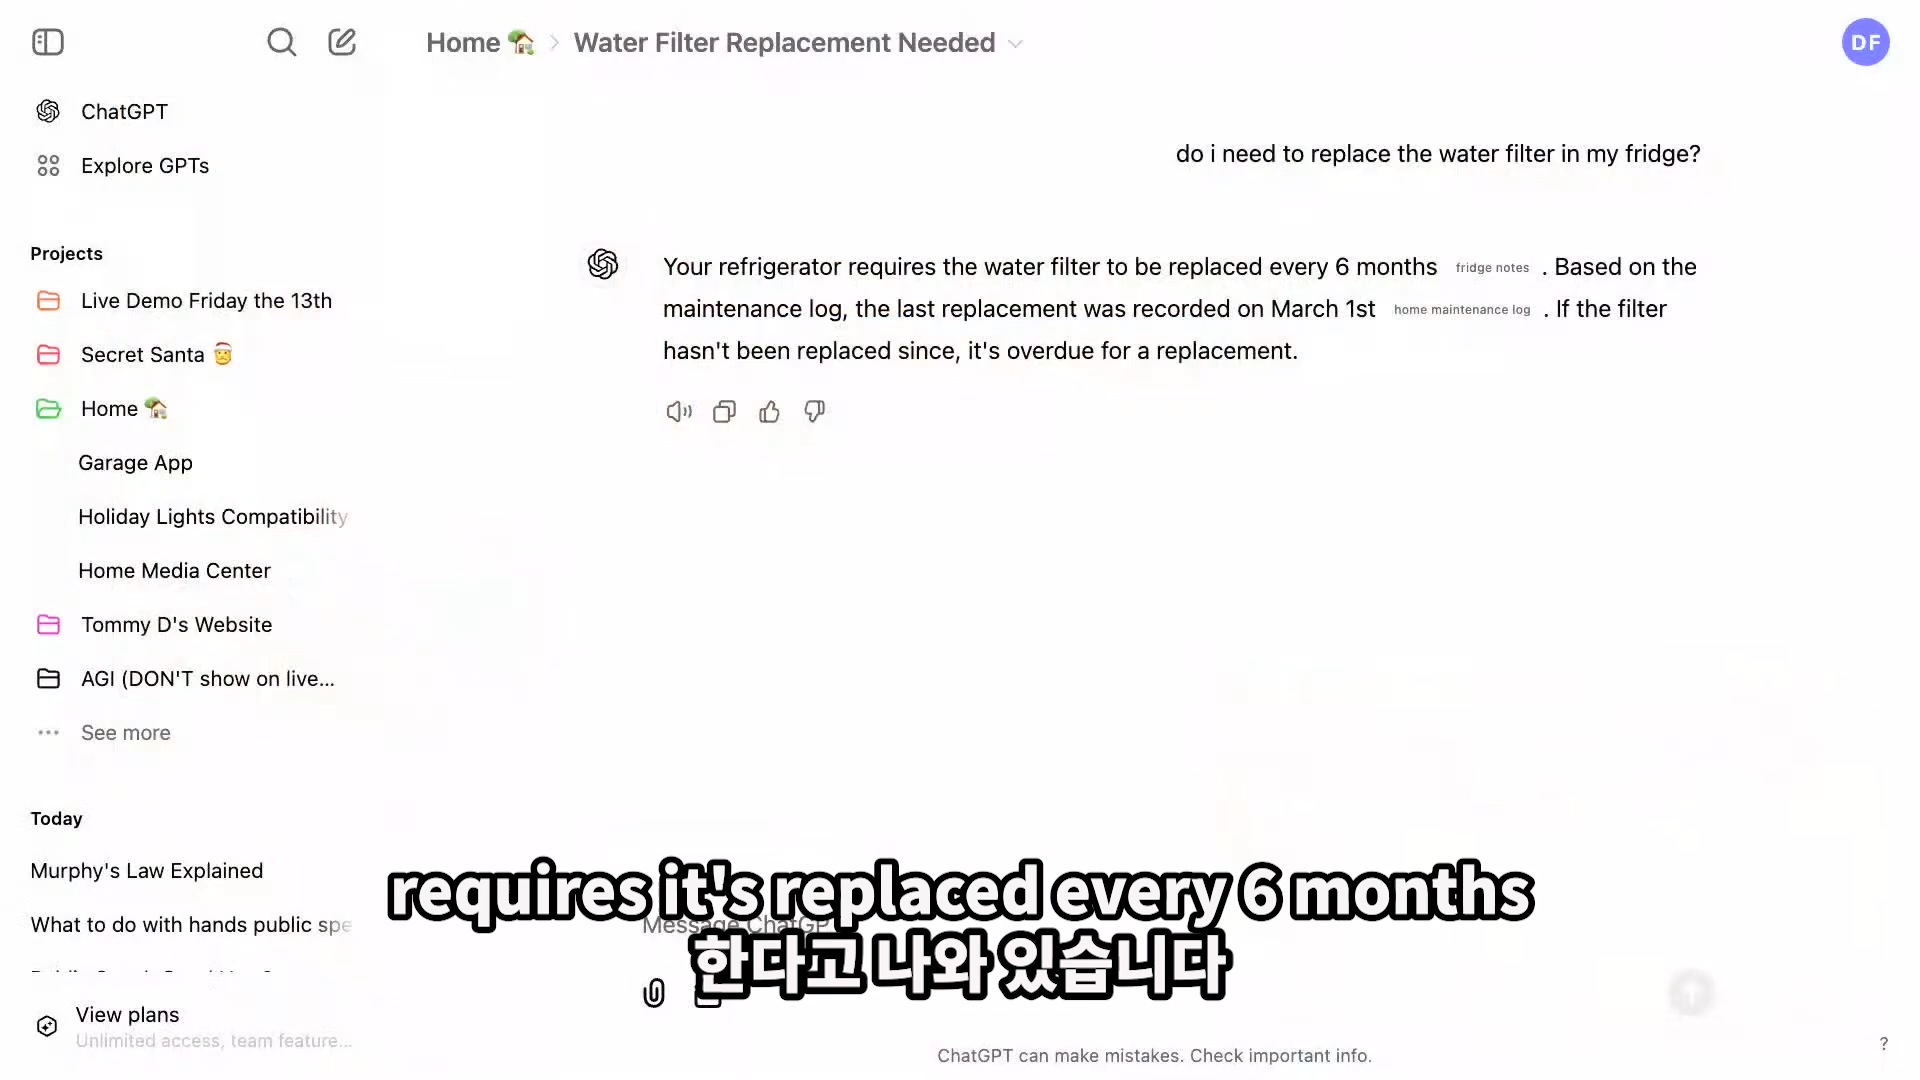 Home
Water Filter Replacement Needed
DF
ChatGPT
Explore GPTs
Projects
Live Demo Friday the 13th
Secret Santa
Home
Garage App
Holiday Lights Compatibility
Home Media Center
Tommy D's Website
AGI (DON'T show on live...
See more
Today
Murphy's Law Explained
What to do with hands public spe
View plans
Unlimited access, team feature...
do i need to replace the water filter in my fridge?
Your refrigerator requires the water filter to be replaced every 6 months fridge notes . Based on the
maintenance log, the last replacement was recorded on March 1st home maintenance log . If the filter
hasn't been replaced since, it's overdue for a replacement.
requires it's replaced every 6 months
Message ChatGP
한다고 나와 있습니다
ChatGPT can make mistakes. Check important info.
?